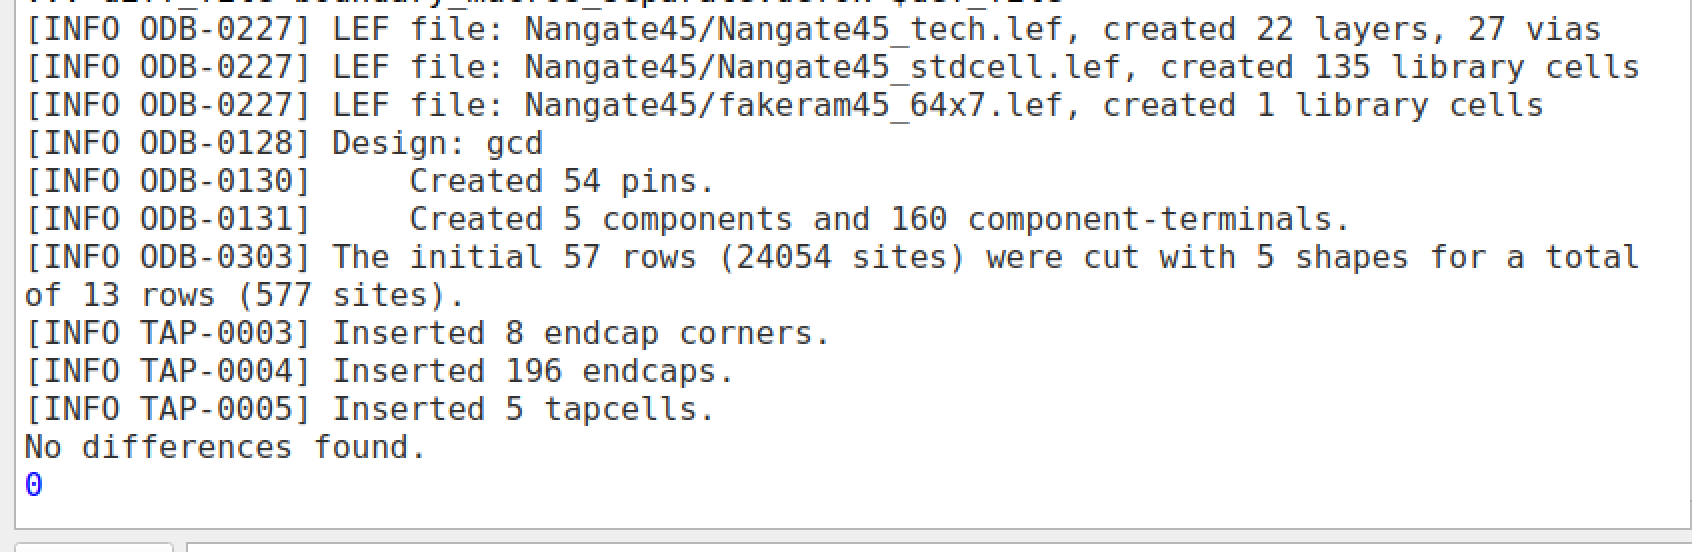 [INFO ODB-0227] LEF file: Nangate45/Nangate45_tech.lef, created 22 layers, 27 vias
[INFO ODB-0227] LEF file: Nangate45/Nangate45_stdcell.lef, created 135 library cells
[INFO ODB-0227] LEF file: Nangate45/fakeram45_64x7.lef, created 1 library cells
[INFO ODB-0128] Design: gcd
[INFO ODB-0130]     Created 54 pins.
[INFO ODB-0131]     Created 5 components and 160 component-terminals.
[INFO ODB-0303] The initial 57 rows (24054 sites) were cut with 5 shapes for a total
of 13 rows (577 sites).
[INFO TAP-0003] Inserted 8 endcap corners.
[INFO TAP-0004] Inserted 196 endcaps.
[INFO TAP-0005] Inserted 5 tapcells.
No differences found.
0